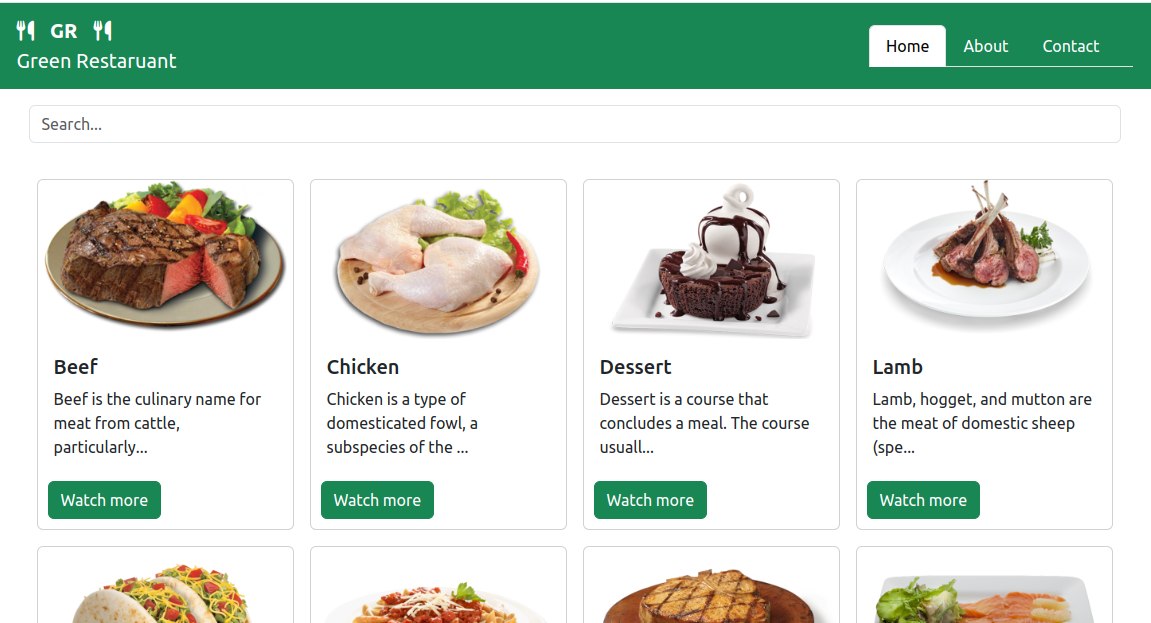 GR
Green Restaruant
Home
About
Contact
Search...
Beef
Beef is the culinary name for
meat from cattle,
particularly...
Watch more
Chicken
Chicken is a type of
domesticated fowl, a
subspecies of the ...
Watch more
Dessert
Dessert is a course that
concludes a meal. The course
usuall...
Watch more
Lamb
Lamb, hogget, and mutton are
the meat of domestic sheep
(spe...
Watch more